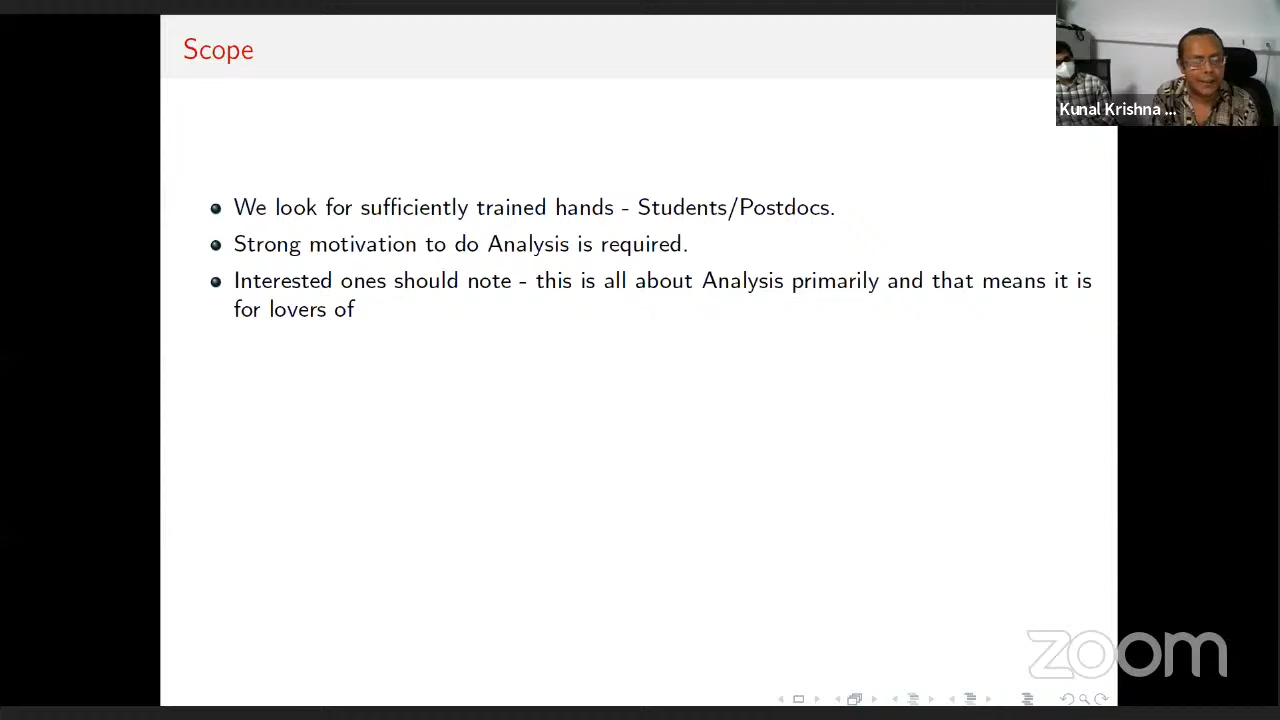 Scope
Kunal Krishna ...
We look for sufficiently trained hands - Students/Postdocs.
Strong motivation to do Analysis is required.
Interested ones should note - this is all about Analysis primarily and that means it is
for lovers of
zoom